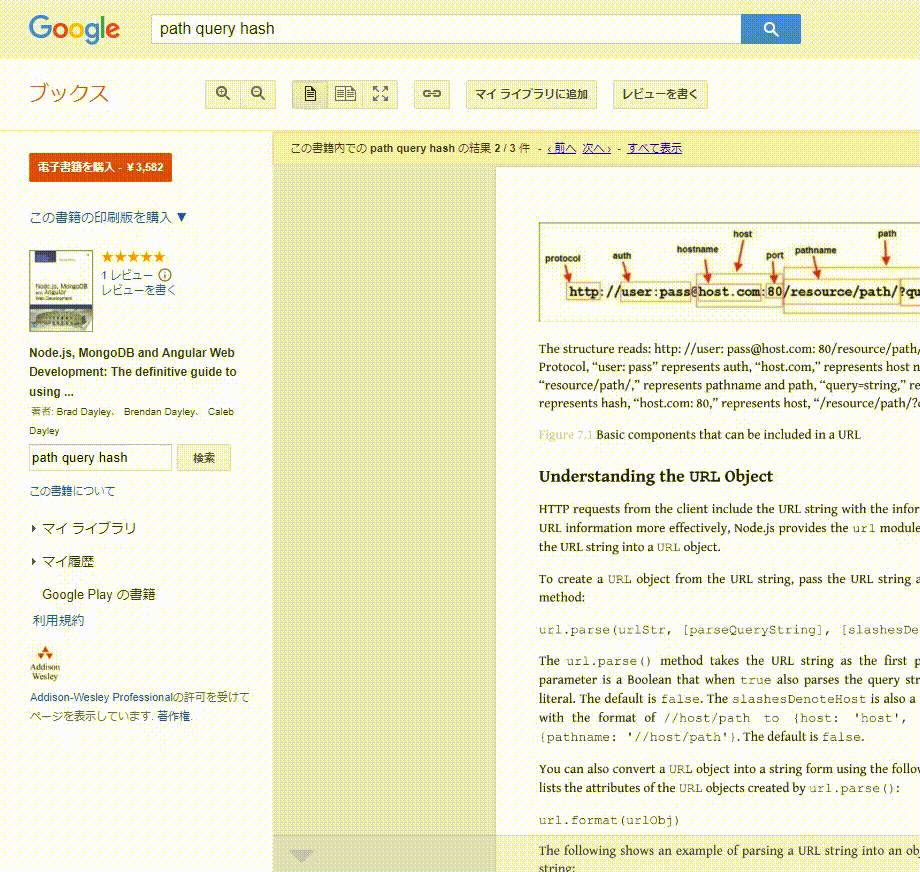 Google
path query hash
ブックス
マイ ライブラリに追加
レビューを書く
電子書籍を購入 - ￥3,582
この書籍内での path query hash の結果 2 / 3 件 - ‹ 前へ 次へ › - すべて表示
この書籍の印刷版を購入 ▼
★★★★★
1 レビュー
レビューを書く
Node.js, MongoDB and Angular Web Development: The definitive guide to using ...
著者: Brad Dayley、 Brendan Dayley、 Caleb Dayley
path query hash
検索
この書籍について
マイ ライブラリ
マイ履歴
Google Play の書籍
利用規約
Addison
Wesley
Addison-Wesley Professionalの許可を受けて
ページを表示しています. 著作権.
protocol
auth
hostname
host
port
pathname
path
http://user:pass@host.com:80/resource/path/?qu
The structure reads: http: //user: pass@host.com: 80/resource/path/
Protocol, “user: pass” represents auth, “host.com,” represents host n
“resource/path/,” represents pathname and path, “query=string,” re
represents hash, “host.com: 80,” represents host, “/resource/path/?q
Figure 7.1 Basic components that can be included in a URL
Understanding the URL Object
HTTP requests from the client include the URL string with the infor
URL information more effectively, Node.js provides the url module
the URL string into a URL object.
To create a URL object from the URL string, pass the URL string a
method:
url.parse(urlStr, [parseQueryString], [slashesDe
The url.parse() method takes the URL string as the first p
parameter is a Boolean that when true also parses the query str
literal. The default is false. The slashesDenoteHost is also a
with the format of //host/path to {host: 'host',
{pathname: '//host/path'}. The default is false.
You can also convert a URL object into a string form using the follow
lists the attributes of the URL objects created by url.parse():
url.format(urlObj)
The following shows an example of parsing a URL string into an obj
string: